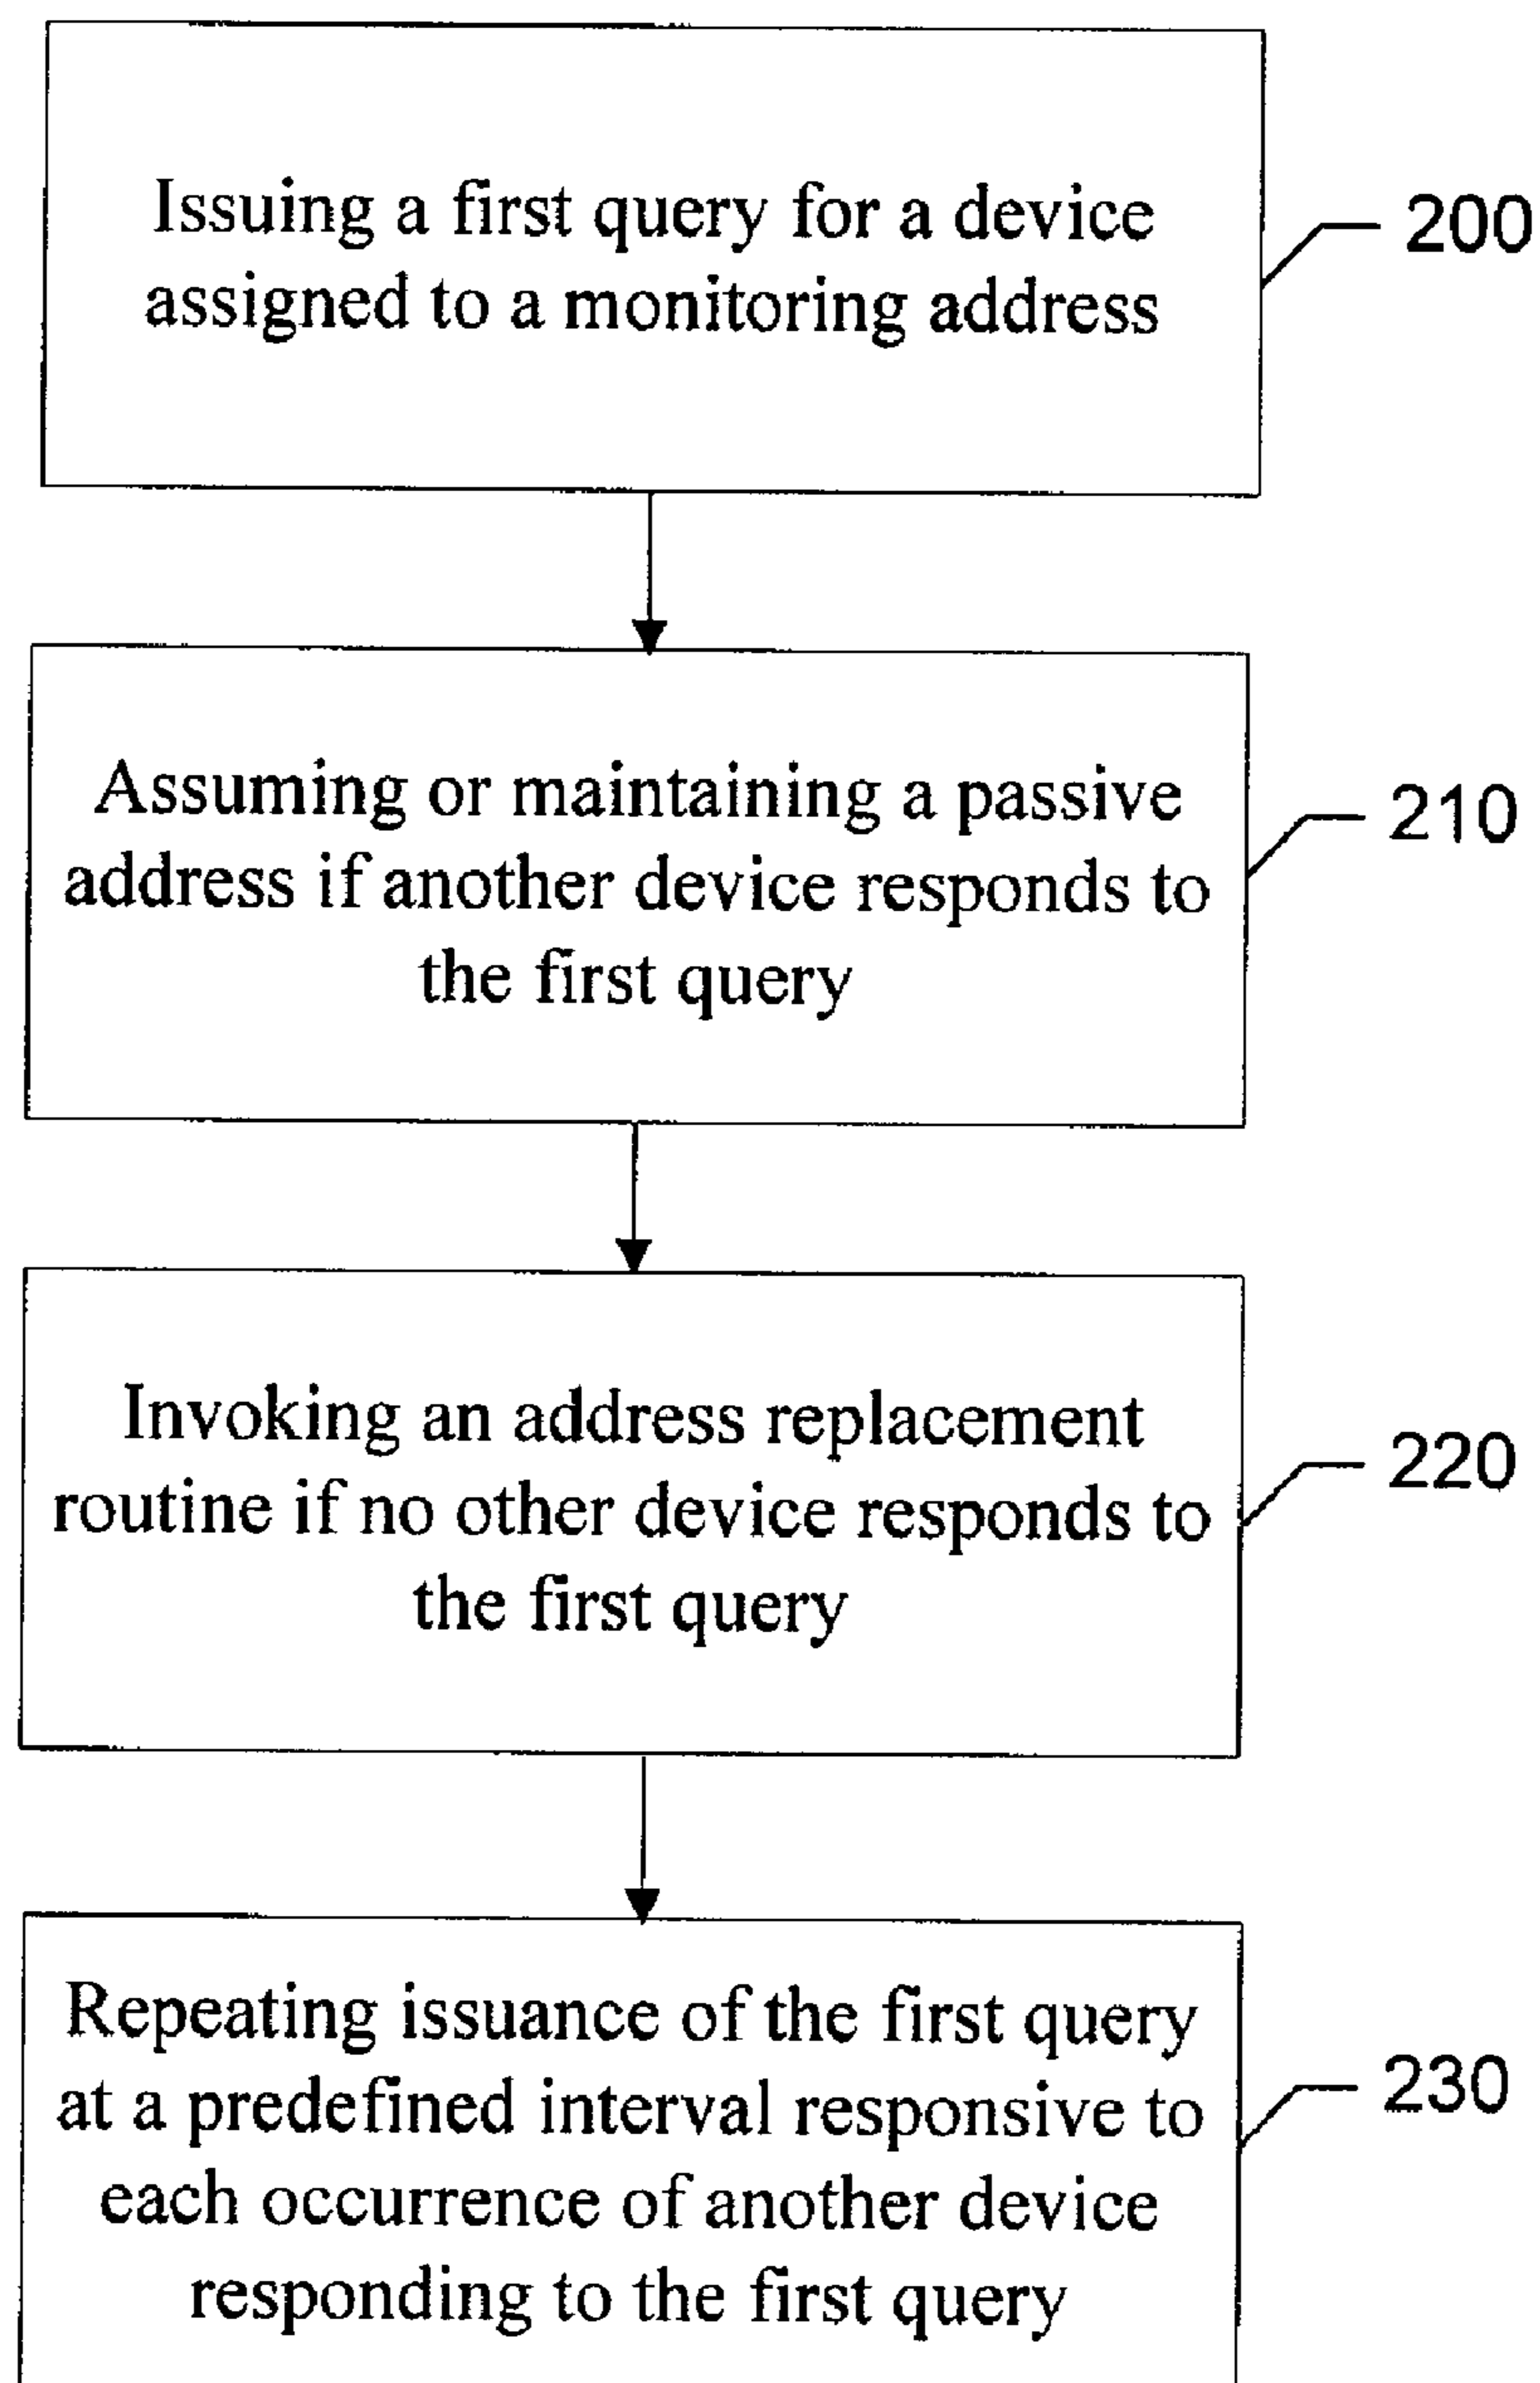 Issuing a first query for a device
assigned to a monitoring address
200
Assuming or maintaining a passive
address if another device responds to
the first query
210
Invoking an address replacement
routine if no other device responds to
the first query
220
Repeating issuance of the first query
at a predefined interval responsive to
each occurrence of another device
responding to the first query
230